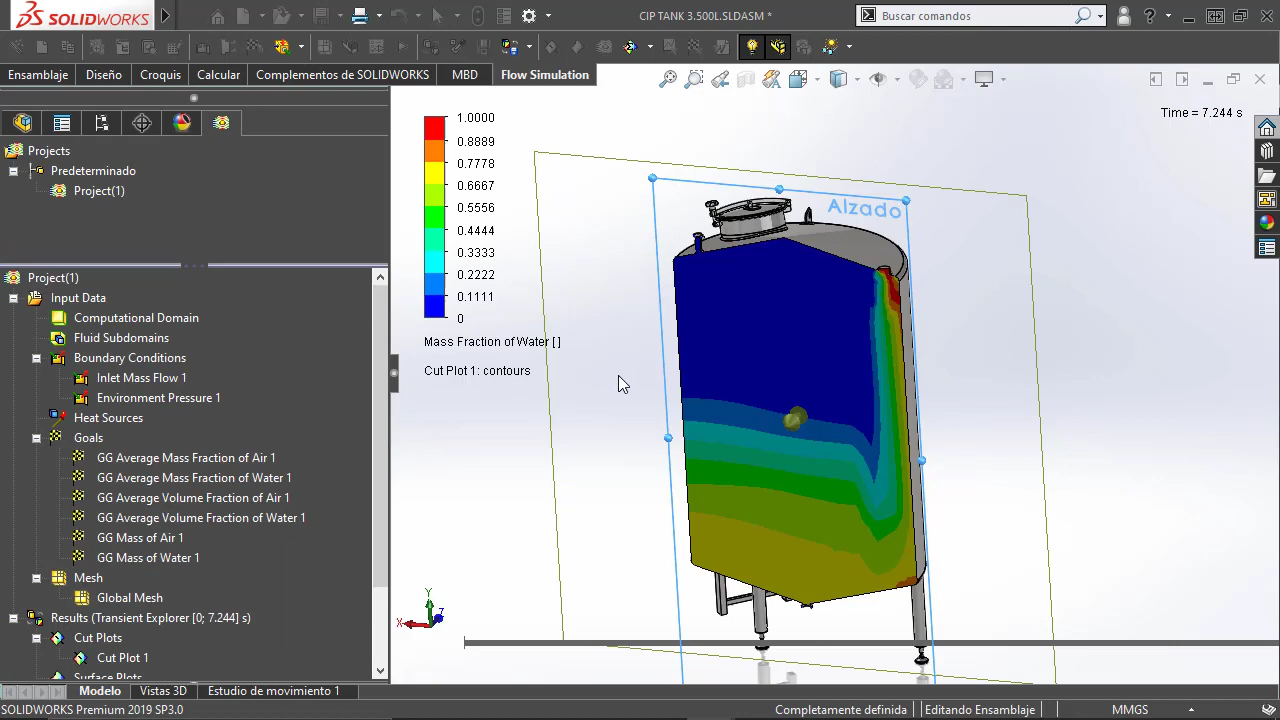 SOLIDWORKS
CIP TANK 3.500L.SLDASM *
Buscar comandos
Ensamblaje
Diseño
Croquis
Calcular
Complementos de SOLIDWORKS
MBD
Flow Simulation
Projects
Predeterminado
Project(1)
Project(1)
Input Data
Computational Domain
Fluid Subdomains
Boundary Conditions
Inlet Mass Flow 1
Environment Pressure 1
Heat Sources
Goals
GG Average Mass Fraction of Air 1
GG Average Mass Fraction of Water 1
GG Average Volume Fraction of Air 1
GG Average Volume Fraction of Water 1
GG Mass of Air 1
GG Mass of Water 1
Mesh
Global Mesh
Results (Transient Explorer [0; 7.244] s)
Cut Plots
Cut Plot 1
Surface Plots
1.0000
0.8889
0.7778
0.6667
0.5556
0.4444
0.3333
0.2222
0.1111
0
Mass Fraction of Water [ ]
Cut Plot 1: contours
Time = 7.244 s
Alzado
Y
X
Z
Modelo
Vistas 3D
Estudio de movimiento 1
SOLIDWORKS Premium 2019 SP3.0
Completamente definida
Editando Ensamblaje
MMGS